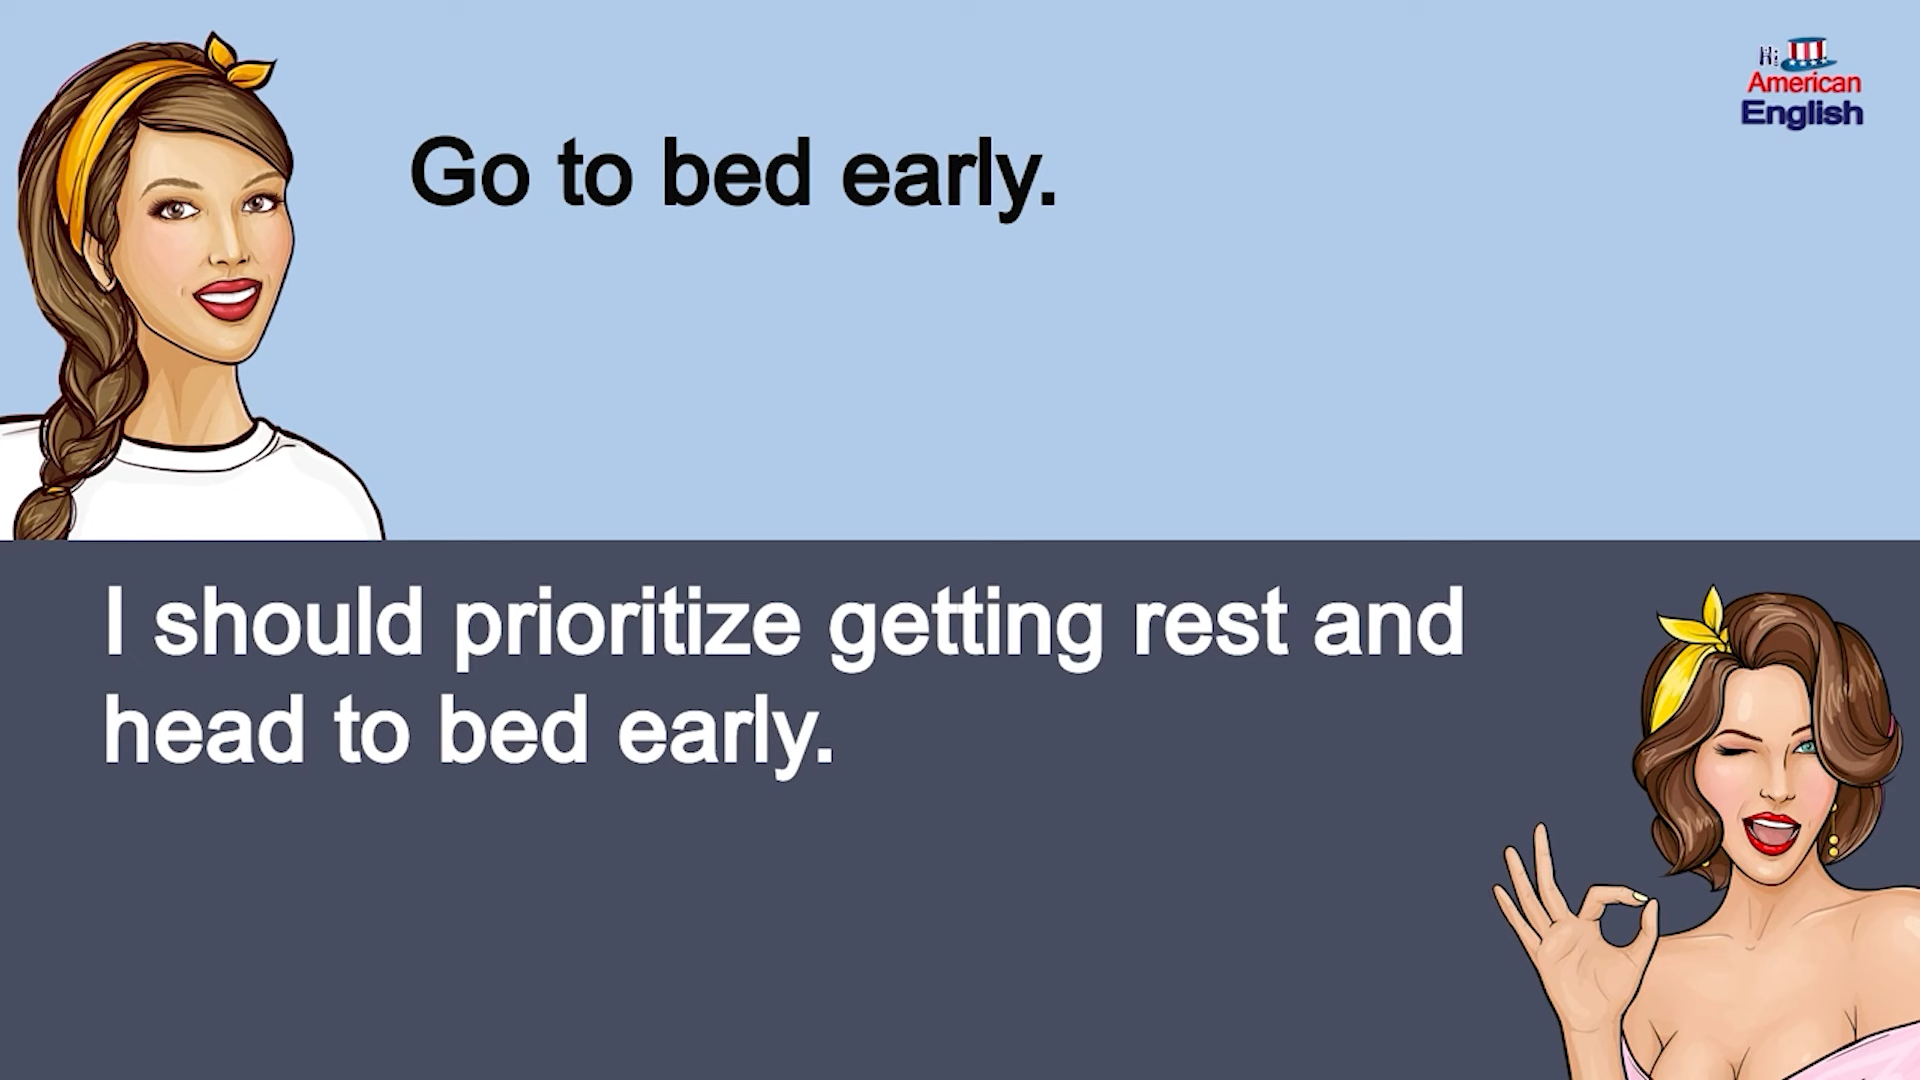 Hi
American
English
Go to bed early.
I should prioritize getting rest and
head to bed early.